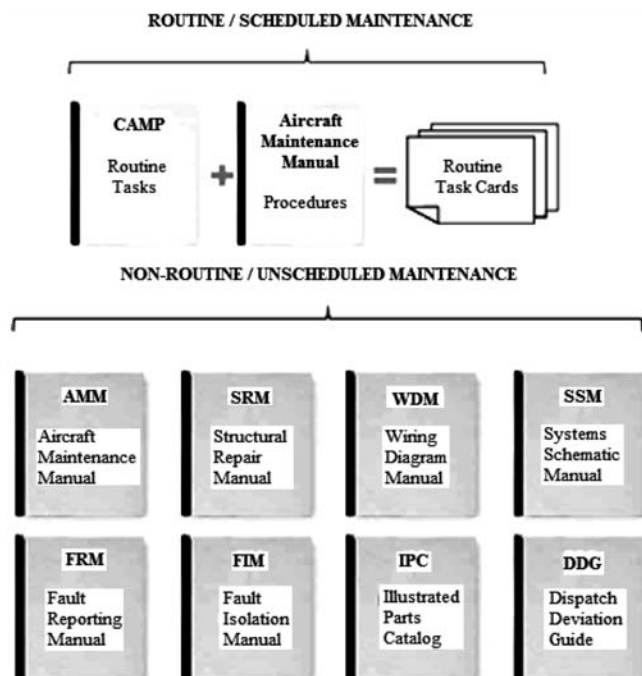 ROUTINE / SCHEDULED MAINTENANCE
CAMP
Routine
Tasks
+
Aircraft
Maintenance
Manual
Procedures
=
Routine
Task Cards
NON-ROUTINE / UNSCHEDULED MAINTENANCE
AMM
Aircraft
Maintenance
Manual
SRM
Structural
Repair
Manual
WDM
Wiring
Diagram
Manual
SSM
Systems
Schematic
Manual
FRM
Fault
Reporting
Manual
FIM
Fault
Isolation
Manual
IPC
Illustrated
Parts
Catalog
DDG
Dispatch
Deviation
Guide